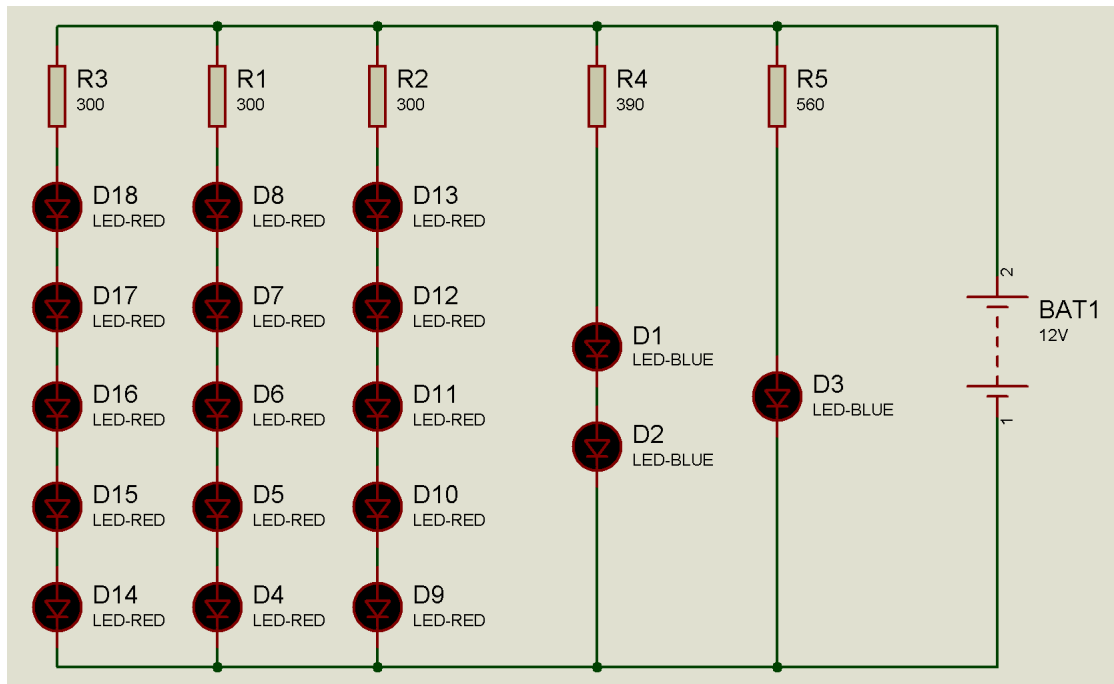 R3
300
R1
300
R2
300
R4
390
R5
560
D18
LED-RED
D8
LED-RED
D13
LED-RED
D17
LED-RED
D7
LED-RED
D12
LED-RED
2
BAT1
12V
D1
LED-BLUE
D16
LED-RED
D6
LED-RED
D11
LED-RED
D3
LED-BLUE
1
D2
LED-BLUE
D15
LED-RED
D5
LED-RED
D10
LED-RED
D14
LED-RED
D4
LED-RED
D9
LED-RED